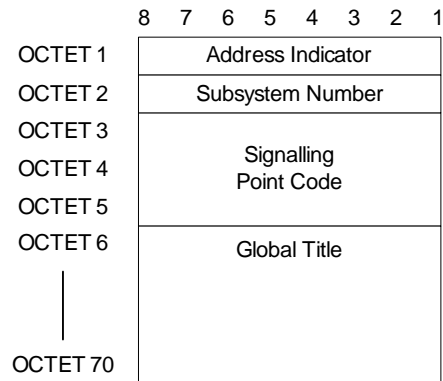 8 7 6 5 4 3 2 1
OCTET 1 Address Indicator
OCTET 2 Subsystem Number
OCTET 3
Signalling
OCTET 4
Point Code
OCTET 5
OCTET 6 Global Title
OCTET 70